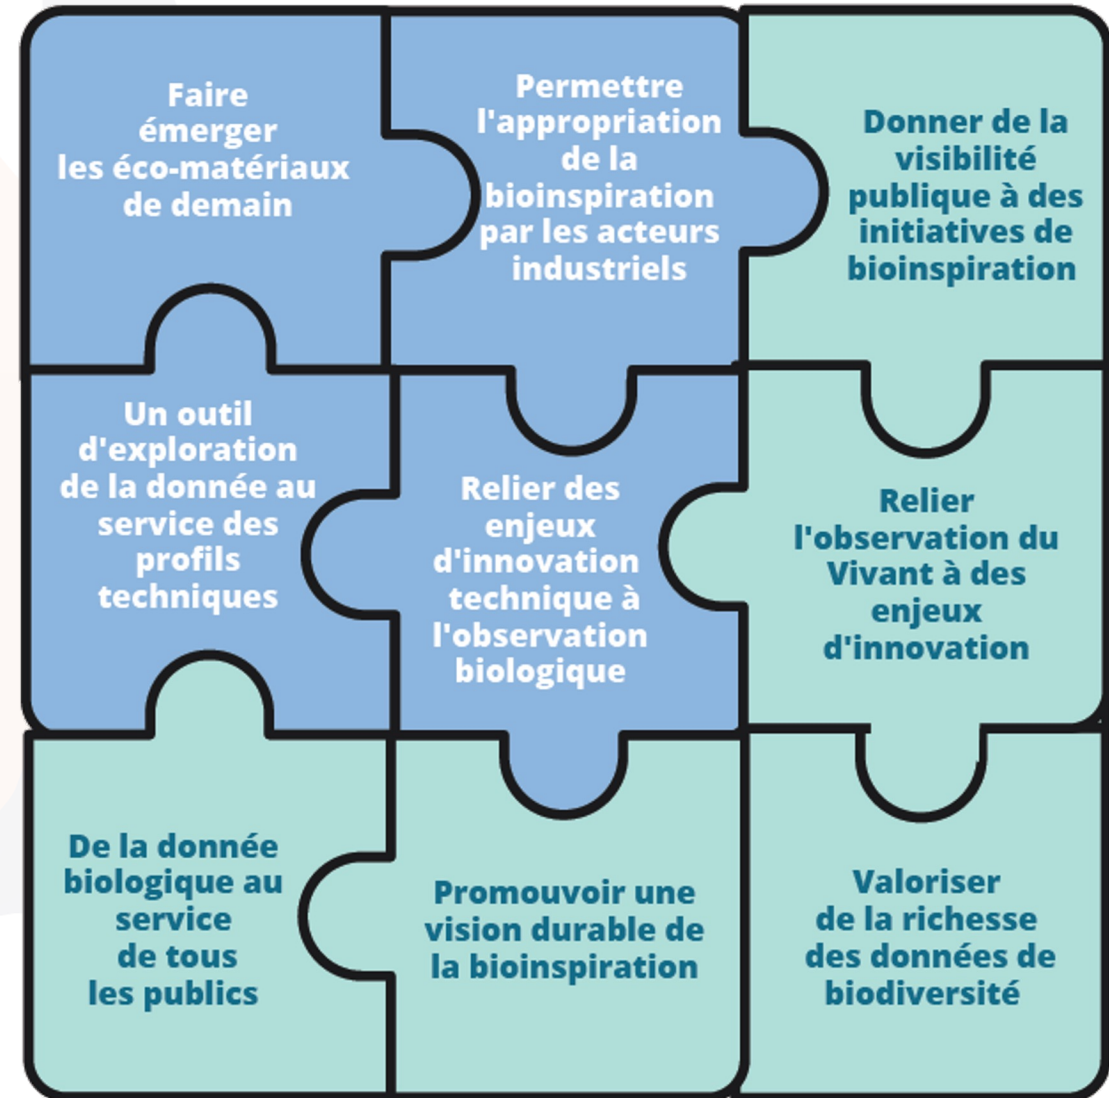 Faire
émerger
les éco-matériaux
de demain
Permettre
l'appropriation
de la
bioinspiration
par les acteurs
industriels
Donner de la
visibilité
publique à des
initiatives de
bioinspiration
Un outil
d'exploration
de la donnée au
service des
profils
techniques
Relier des
enjeux
d'innovation
technique à
l'observation
biologique
Relier
l'observation du
Vivant à des
enjeux
d'innovation
De la donnée
biologique au
service
de tous
les publics
Promouvoir une
vision durable de
la bioinspiration
Valoriser
de la richesse
des données de
biodiversité